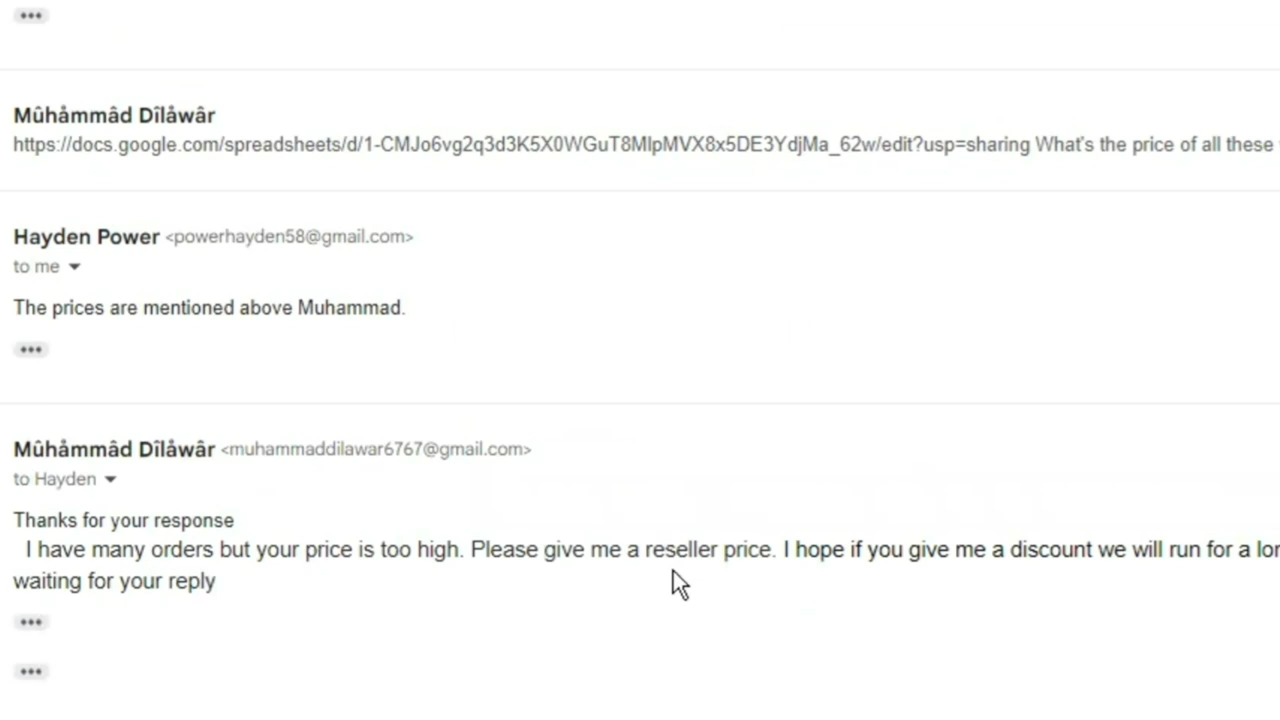 Mûhåmmâd Dîlåwâr
https://docs.google.com/spreadsheets/d/1-CMJo6vg2q3d3K5X0WGuT8MlpMVX8x5DE3YdjMa_62w/edit?usp=sharing What's the price of all these
Hayden Power <powerhayden58@gmail.com>
to me
The prices are mentioned above Muhammad.
Mûhåmmâd Dîlåwâr <muhammaddilawar6767@gmail.com>
to Hayden
Thanks for your response
I have many orders but your price is too high. Please give me a reseller price. I hope if you give me a discount we will run for a
waiting for your reply